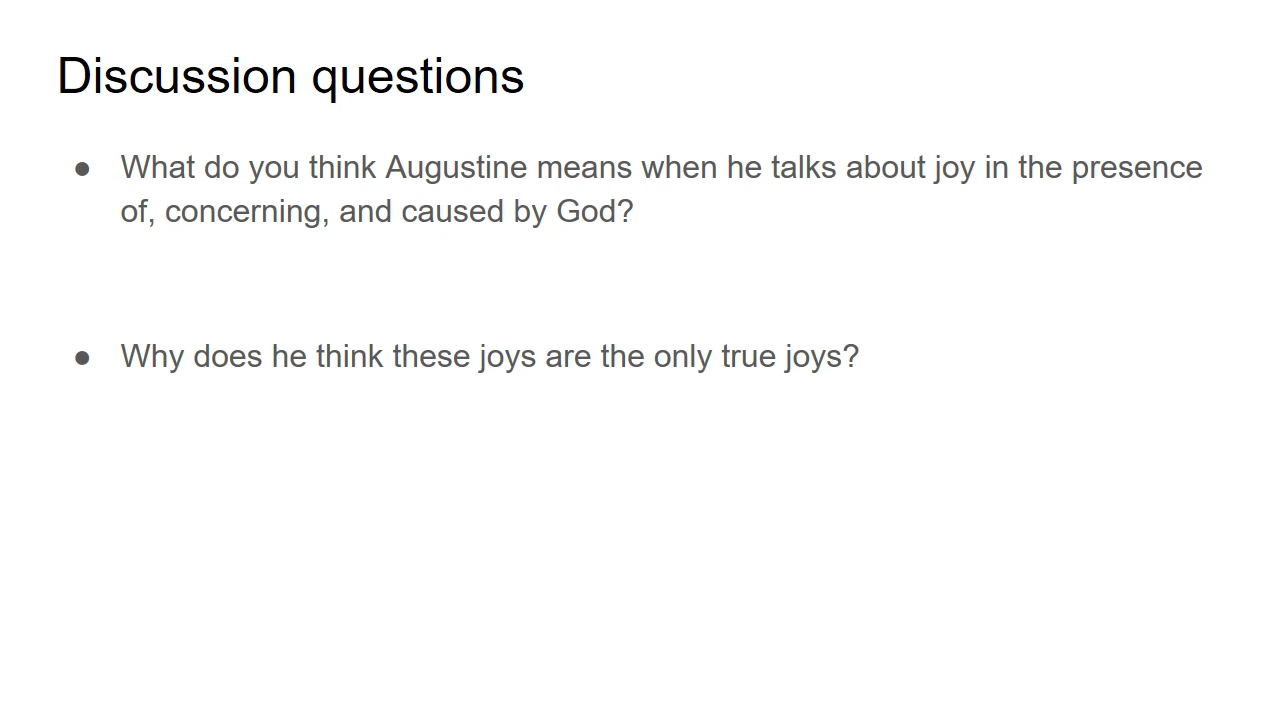 Discussion questions
● What do you think Augustine means when he talks about joy in the presence
of, concerning, and caused by God?
● Why does he think these joys are the only true joys?